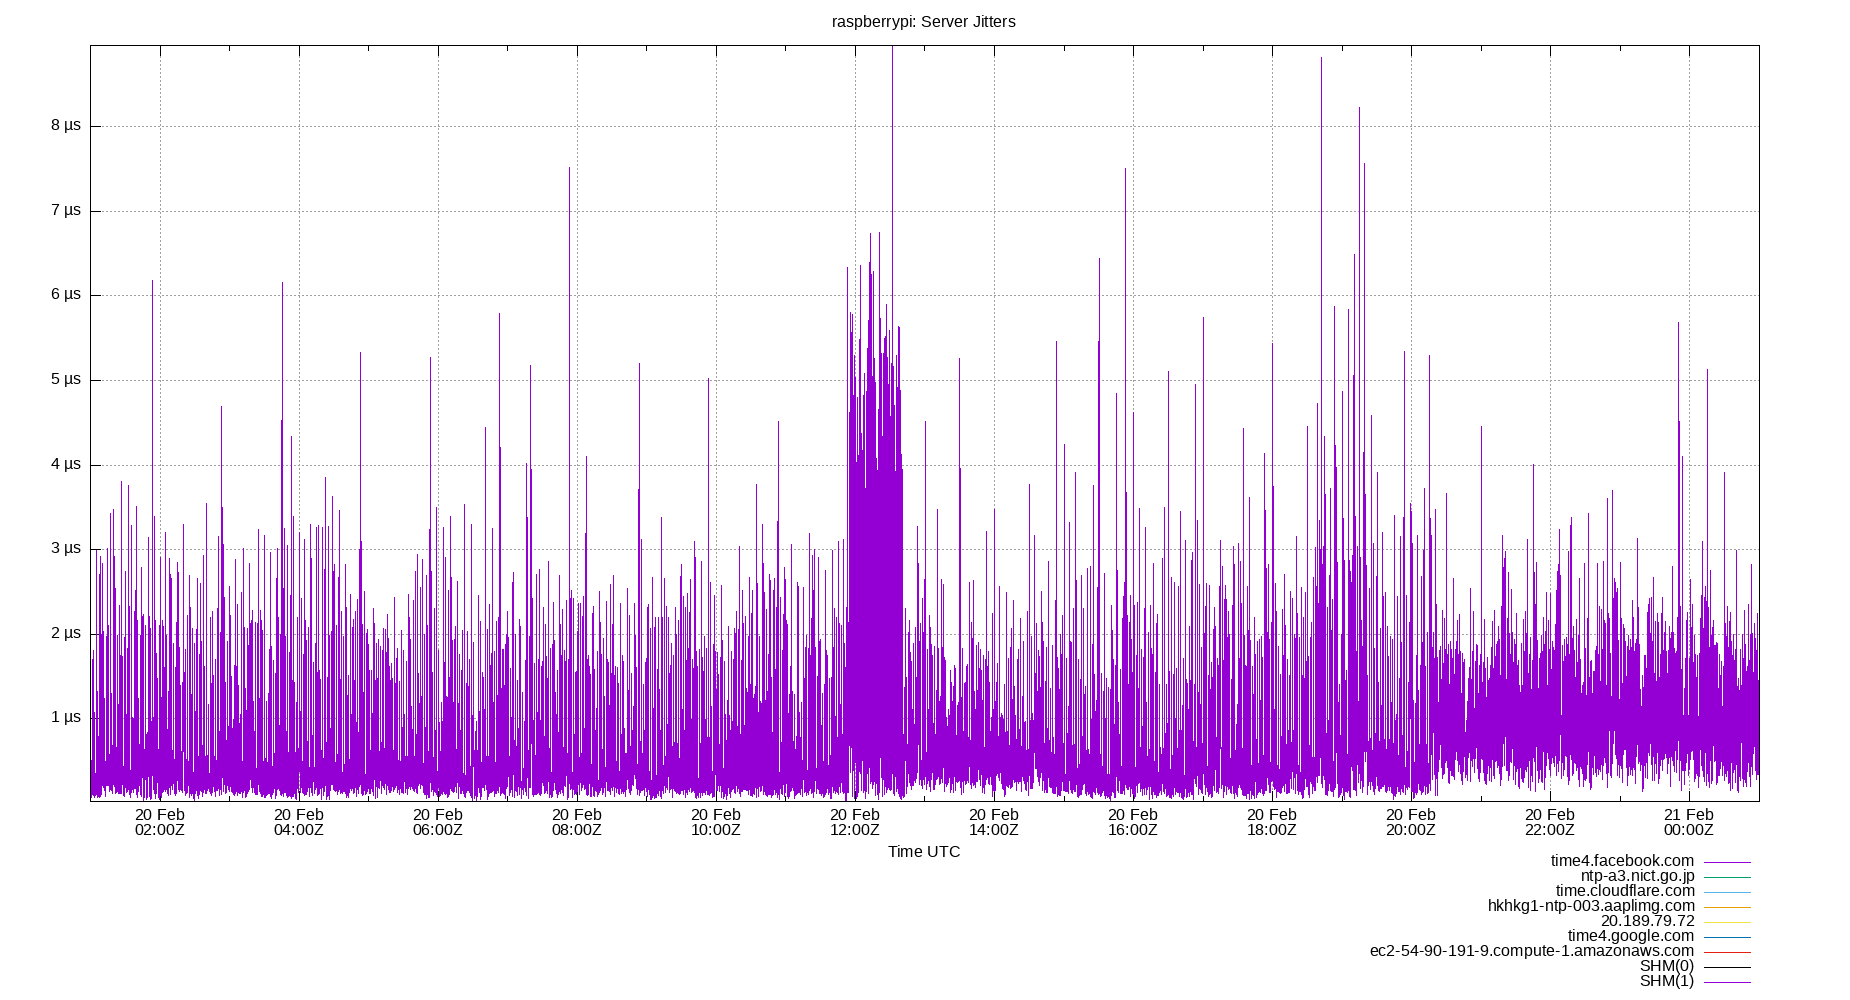 raspberrypi: Server Jitters
8 µs
7 µs
6 µs
5 µs
4 µs
3 µs
2 µs
1 µs
20 Feb 20 Feb 20 Feb 20 Feb 20 Feb 20 Feb 20 Feb 20 Feb 20 Feb 20 Feb 20 Feb 21 Feb
02:00Z 04:00Z 06:00Z 08:00Z 10:00Z 12:00Z 14:00Z 16:00Z 18:00Z 20:00Z 22:00Z 00:00Z
Time UTC
time4.facebook.com
ntp-a3.nict.go.jp
time.cloudflare.com
hkhkg1-ntp-003.aaplimg.com
20.189.79.72
time4.google.com
ec2-54-90-191-9.compute-1.amazonaws.com
SHM(0)
SHM(1)